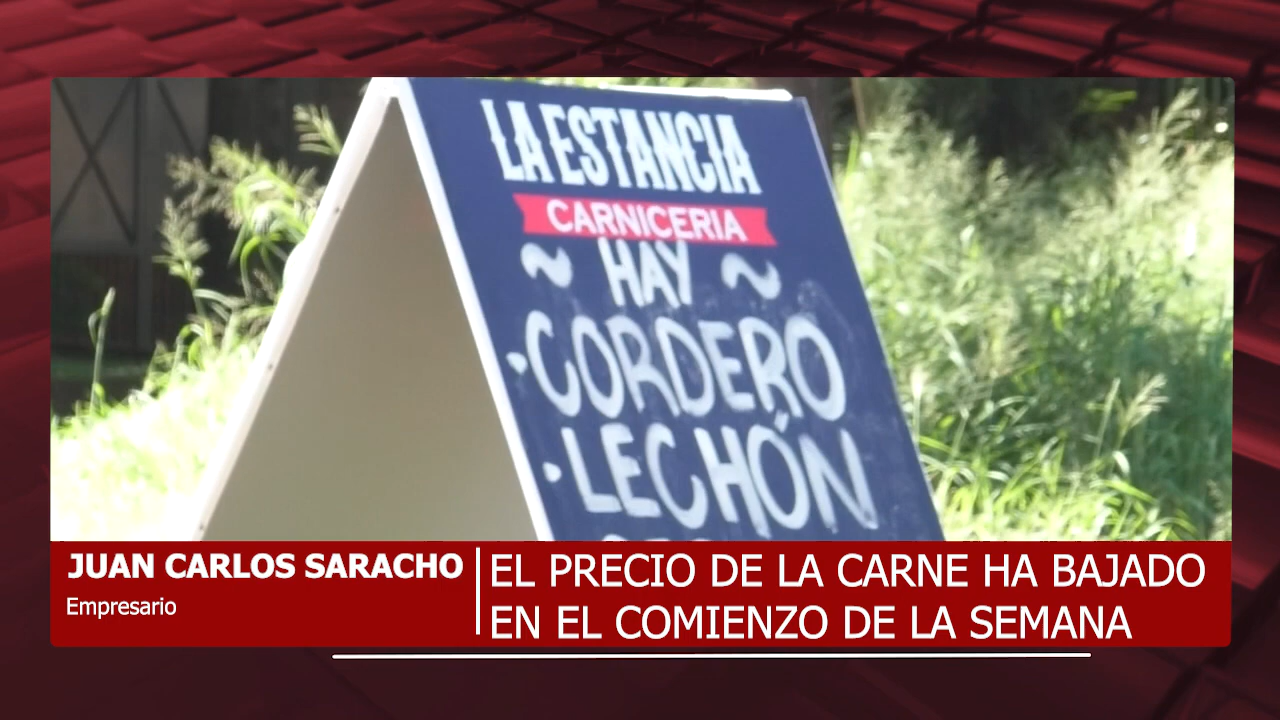 LA ESTANCIA
CARNICERIA
~ HAY ~
· CORDERO
· LECHÓN
JUAN CARLOS SARACHO
Empresario
EL PRECIO DE LA CARNE HA BAJADO
EN EL COMIENZO DE LA SEMANA